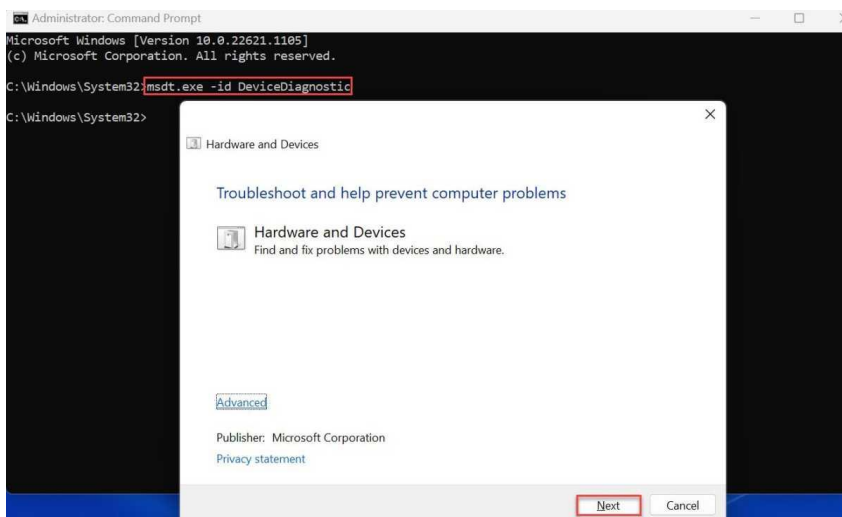 Administrator: Command Prompt
Microsoft Windows [Version 10.0.22621.1105]
(c) Microsoft Corporation. All rights reserved.
C:\Windows\System32>msdt.exe -id DeviceDiagnostic
C:\Windows\System32>
Hardware and Devices
Troubleshoot and help prevent computer problems
Hardware and Devices
Find and fix problems with devices and hardware.
Advanced
Publisher: Microsoft Corporation
Privacy statement
Next Cancel